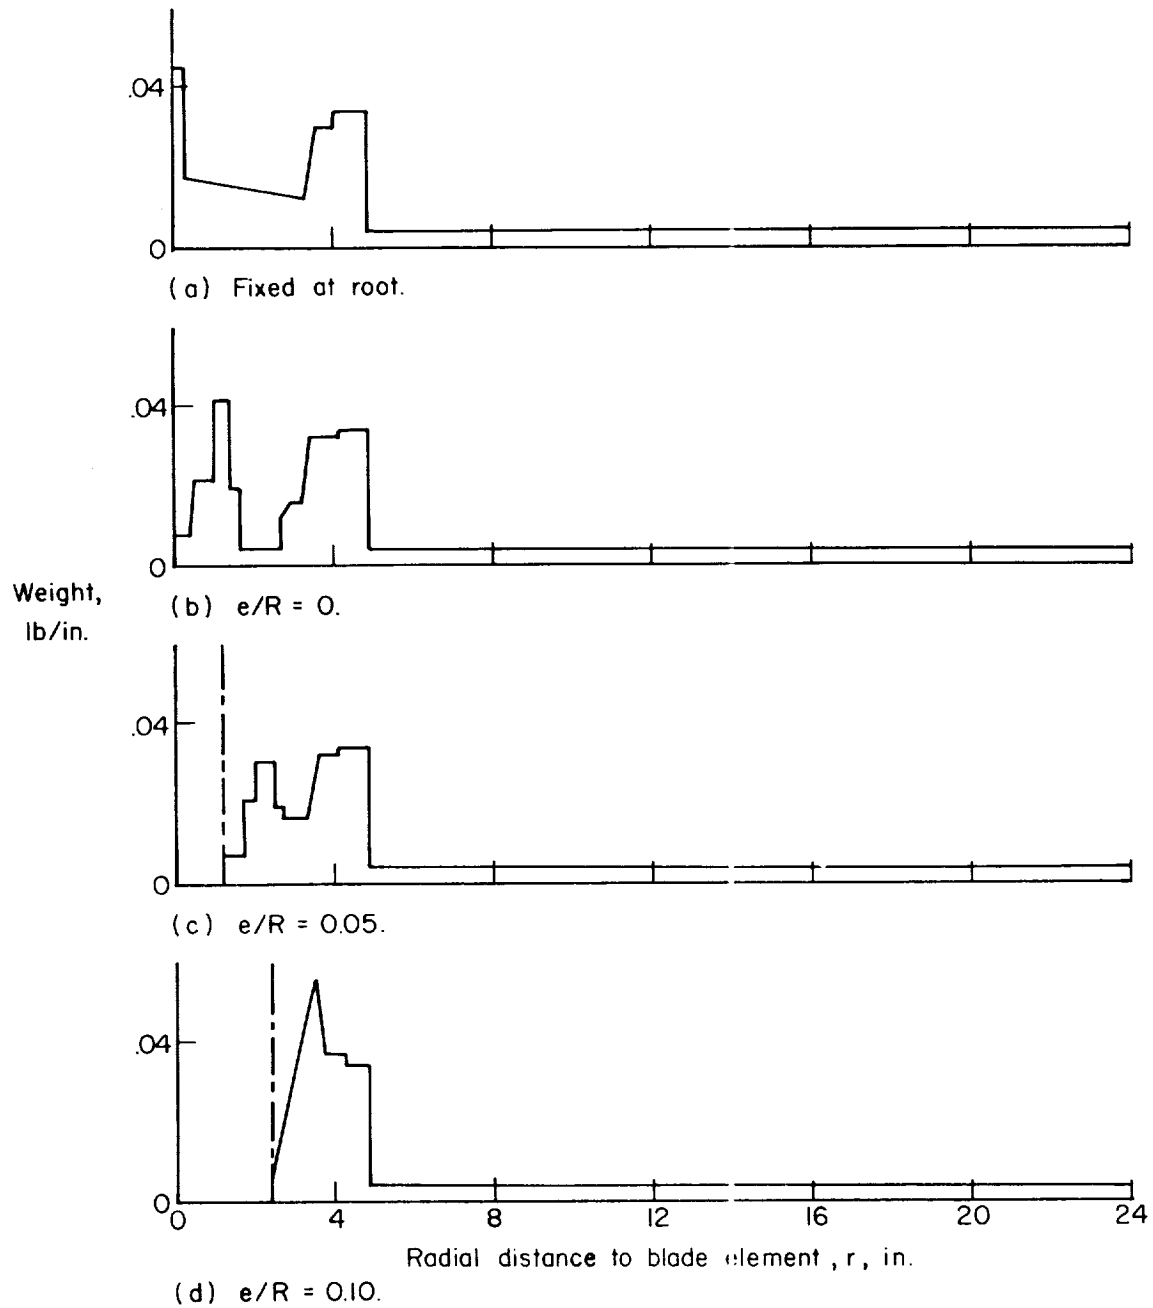 .04
0
(a) Fixed at root.
.04
0
(b) e/R = 0.
Weight,
lb/in.
.04
0
(c) e/R = 0.05.
.04
0
0 4 8 12 16 20 24
Radial distance to blade element, r, in.
(d) e/R = 0.10.